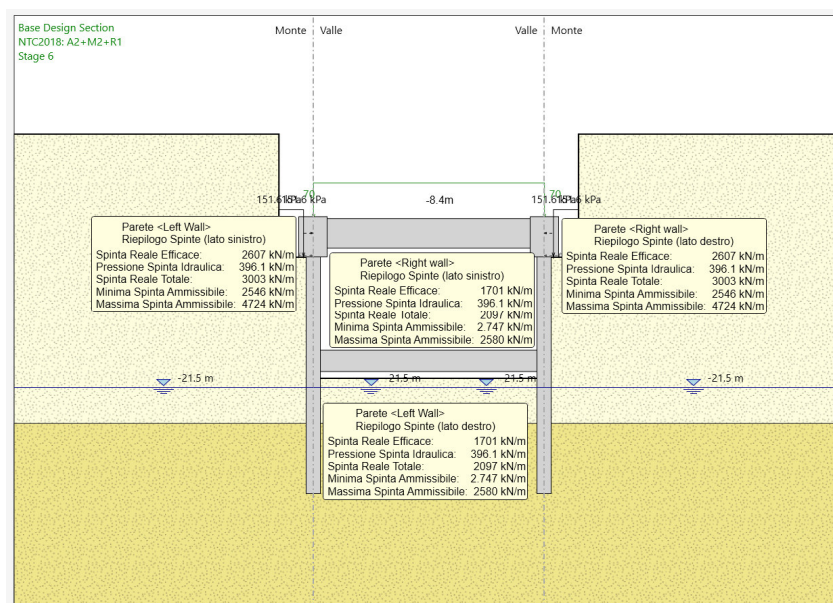 Base Design Section
NTC2018: A2+M2+R1
Stage 6
Monte Valle
Valle Monte
70
70
-8.4m
Parete <Left Wall>
Riepilogo Spinte (lato sinistro)
Spinta Reale Efficace: 2607 kN/m
Pressione Spinta Idraulica: 396.1 kN/m
Spinta Reale Totale: 3003 kN/m
Minima Spinta Ammissibile: 2546 kN/m
Massima Spinta Ammissibile: 4724 kN/m
Parete <Right wall>
Riepilogo Spinte (lato destro)
Spinta Reale Efficace: 2607 kN/m
Pressione Spinta Idraulica: 396.1 kN/m
Spinta Reale Totale: 3003 kN/m
Minima Spinta Ammissibile: 2546 kN/m
Massima Spinta Ammissibile: 4724 kN/m
Parete <Right wall>
Riepilogo Spinte (lato sinistro)
Spinta Reale Efficace: 1701 kN/m
Pressione Spinta Idraulica: 396.1 kN/m
Spinta Reale Totale: 2097 kN/m
Minima Spinta Ammissibile: 2.747 kN/m
Massima Spinta Ammissibile: 2580 kN/m
-21.5 m
-21.5 m
-21.5 m
-21.5 m
Parete <Left Wall>
Riepilogo Spinte (lato destro)
Spinta Reale Efficace: 1701 kN/m
Pressione Spinta Idraulica: 396.1 kN/m
Spinta Reale Totale: 2097 kN/m
Minima Spinta Ammissibile: 2.747 kN/m
Massima Spinta Ammissibile: 2580 kN/m